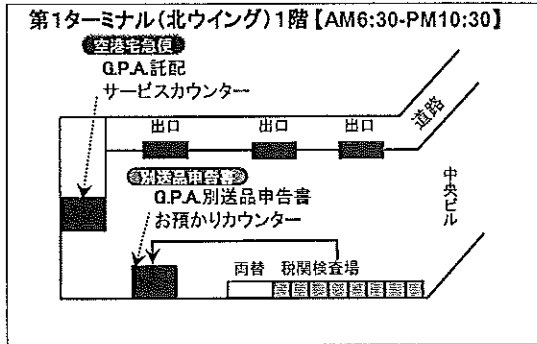 第1ターミナル(北ウイング)1階【AM6:30-PM10:30】
空港宅急便
G.P.A.託配
サービスカウンター
出口
出口
出口
道路
別送品申告書
G.P.A.別送品申告書
お預かりカウンター
中央ビル
両替
税関検査場